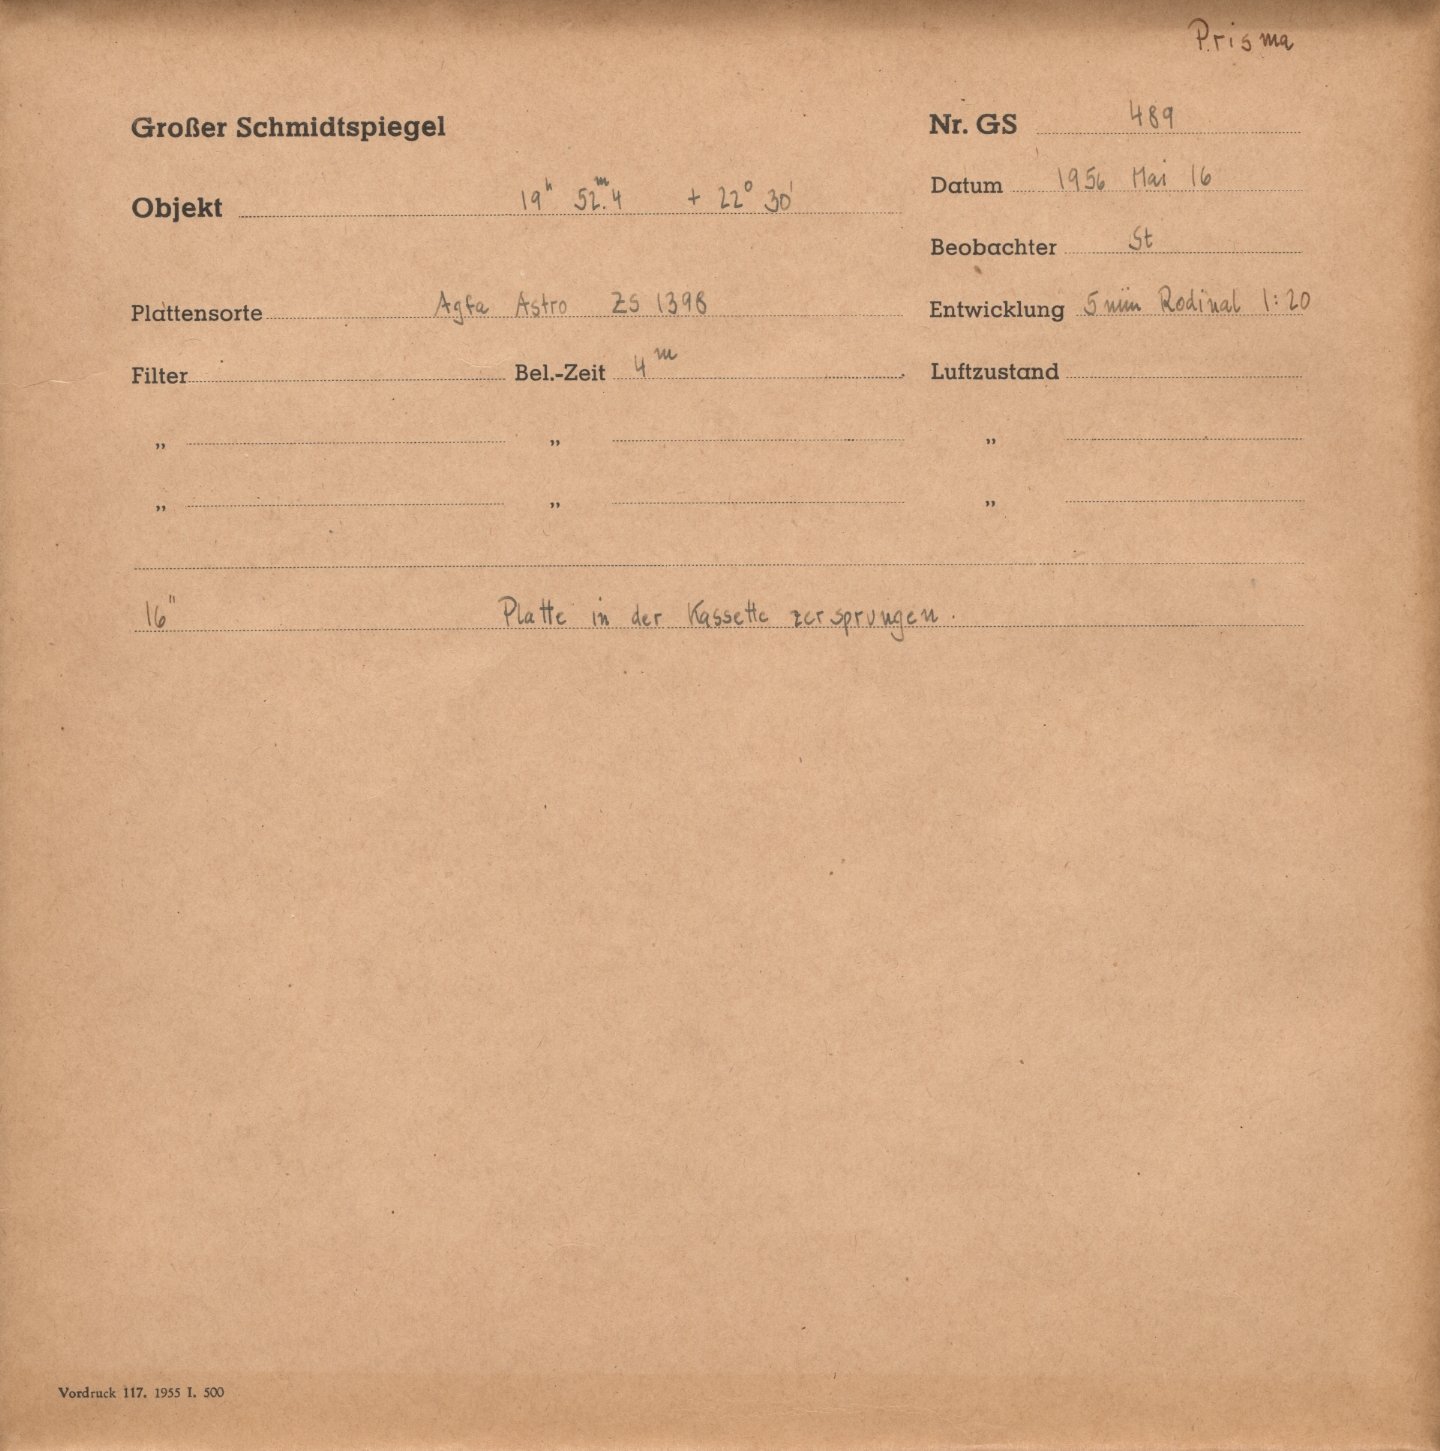 Prisma
Großer Schmidtspiegel
Nr. GS 489
Objekt 19ʰ 52ᵐ.4 + 22° 30'
Datum 1956 Mai 16
Beobachter St
Plattensorte Agfa Astro ZS 1398
Entwicklung 5 min Rodinal 1:20
Filter Bel.-Zeit 4ᵐ Luftzustand
„ „ „
„ „ „
16" Platte in der Kassette zersprungen.
Vordruck 117. 1955 I. 500